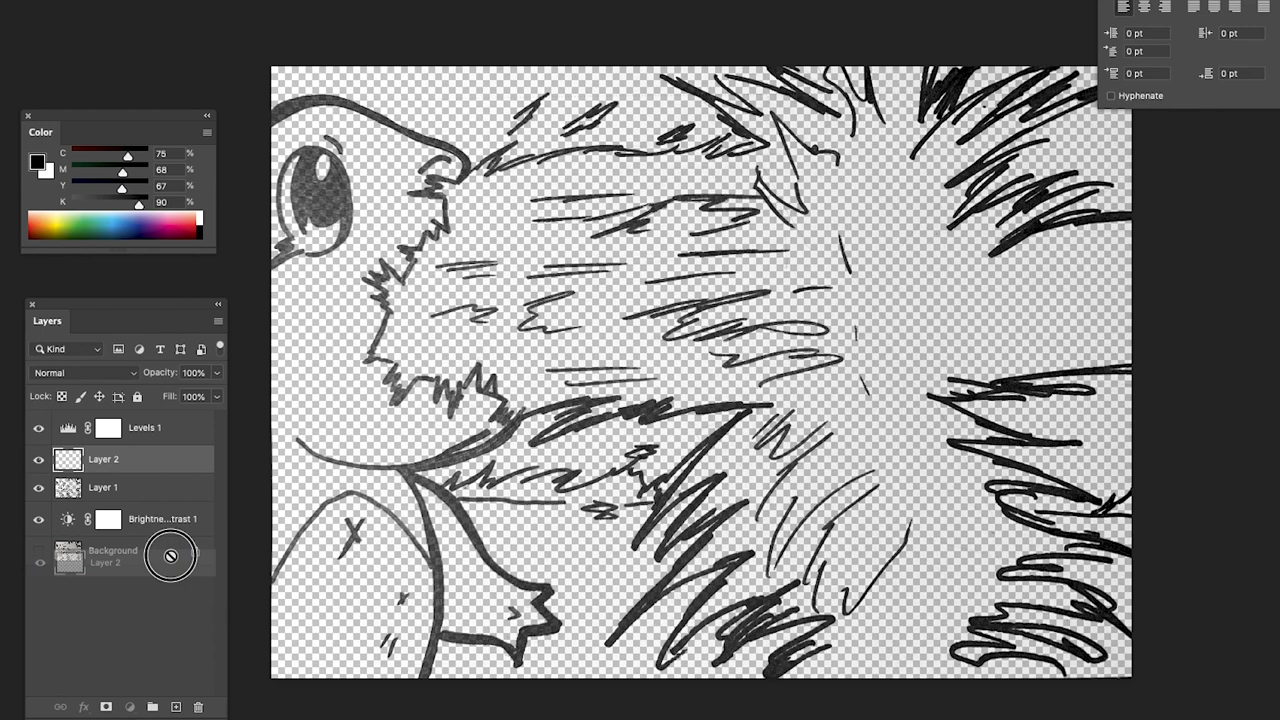 0 pt
0 pt
0 pt
0 pt
0 pt
Hyphenate
Color
C 75 %
M 68 %
Y 67 %
K 90 %
Layers
Kind
Normal Opacity: 100%
Lock: Fill: 100%
Levels 1
Layer 2
Layer 1
Brightne...trast 1
Background
Layer 2